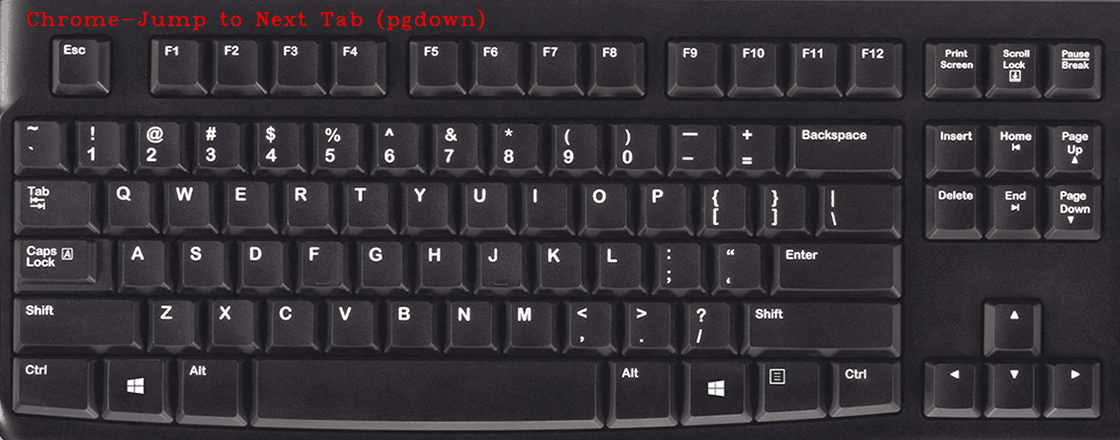 Chrome-Jump to Next Tab (pgdown)
Esc F1 F2 F3 F4 F5 F6 F7 F8 F9 F10 F11 F12 Print Screen Scroll Lock Pause Break
~ ` ! 1 @ 2 # 3 $ 4 % 5 ^ 6 & 7 * 8 ( 9 ) 0 — - + = Backspace Insert Home Page Up
Tab Q W E R T Y U I O P { [ } ] | \ Delete End Page Down
Caps Lock A S D F G H J K L : ; “ ‘ Enter
Shift Z X C V B N M < , > . ? / Shift
Ctrl Alt Alt Ctrl